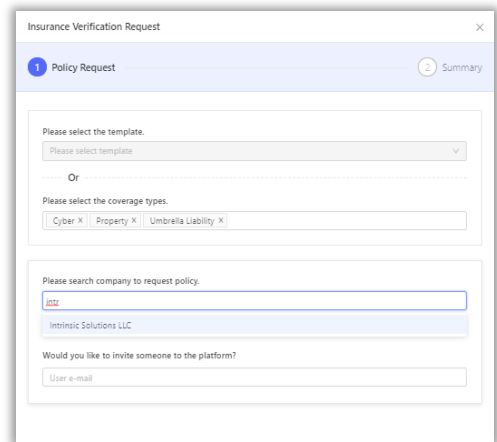 Insurance Verification Request
1 Policy Request
2 Summary
Please select the template.
Please select template
Or
Please select the coverage types.
Cyber X Property X Umbrella Liability X
Please search company to request policy.
intr
Intrinsic Solutions LLC
Would you like to invite someone to the platform?
User e-mail